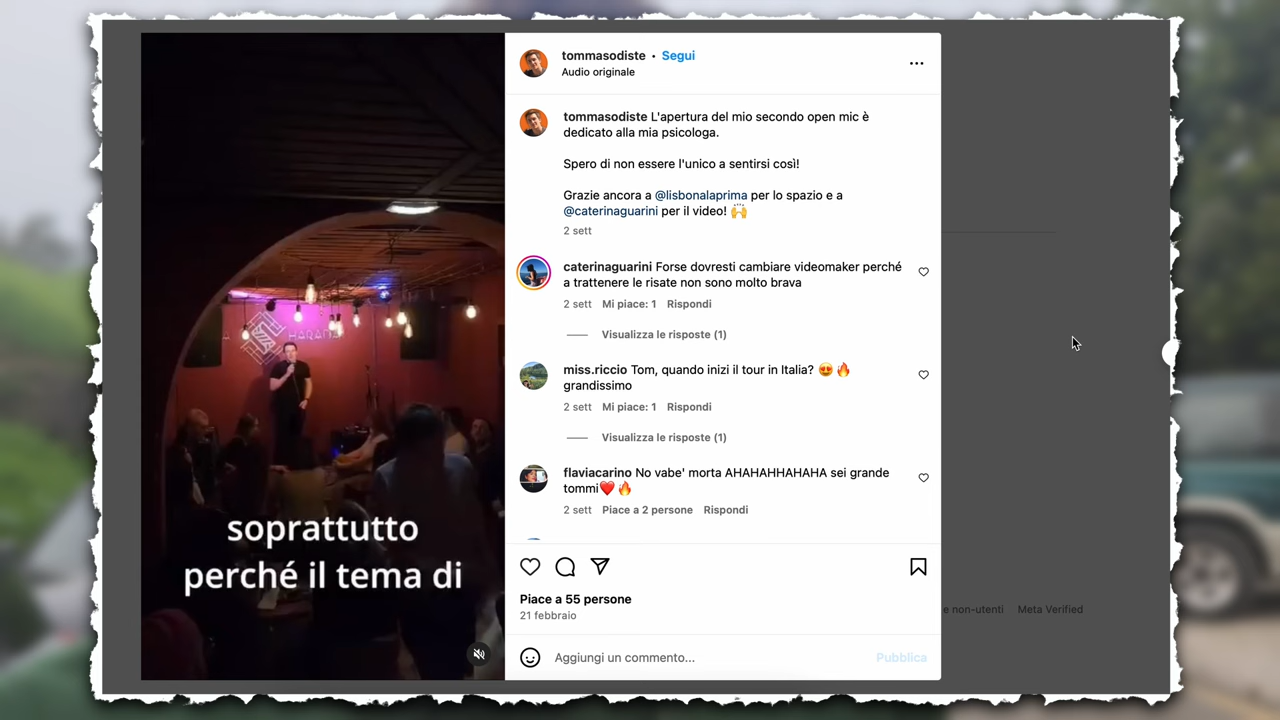 HARAMBA
soprattutto
perché il tema di
tommasodiste • Segui
Audio originale
tommasodiste L'apertura del mio secondo open mic è
dedicato alla mia psicologa.
Spero di non essere l'unico a sentirsi così!
Grazie ancora a @lisbonalaprima per lo spazio e a
@caterinaguarini per il video! 🙌
2 sett
caterinaguarini Forse dovresti cambiare videomaker perché
a trattenere le risate non sono molto brava
2 sett Mi piace: 1 Rispondi
Visualizza le risposte (1)
miss.riccio Tom, quando inizi il tour in Italia? 😍🔥
grandissimo
2 sett Mi piace: 1 Rispondi
Visualizza le risposte (1)
flaviacarino No vabe' morta AHAHAHHAHAHA sei grande
tommi❤️🔥
2 sett Piace a 2 persone Rispondi
Piace a 55 persone
21 febbraio
Aggiungi un commento... Pubblica
e non-utenti Meta Verified